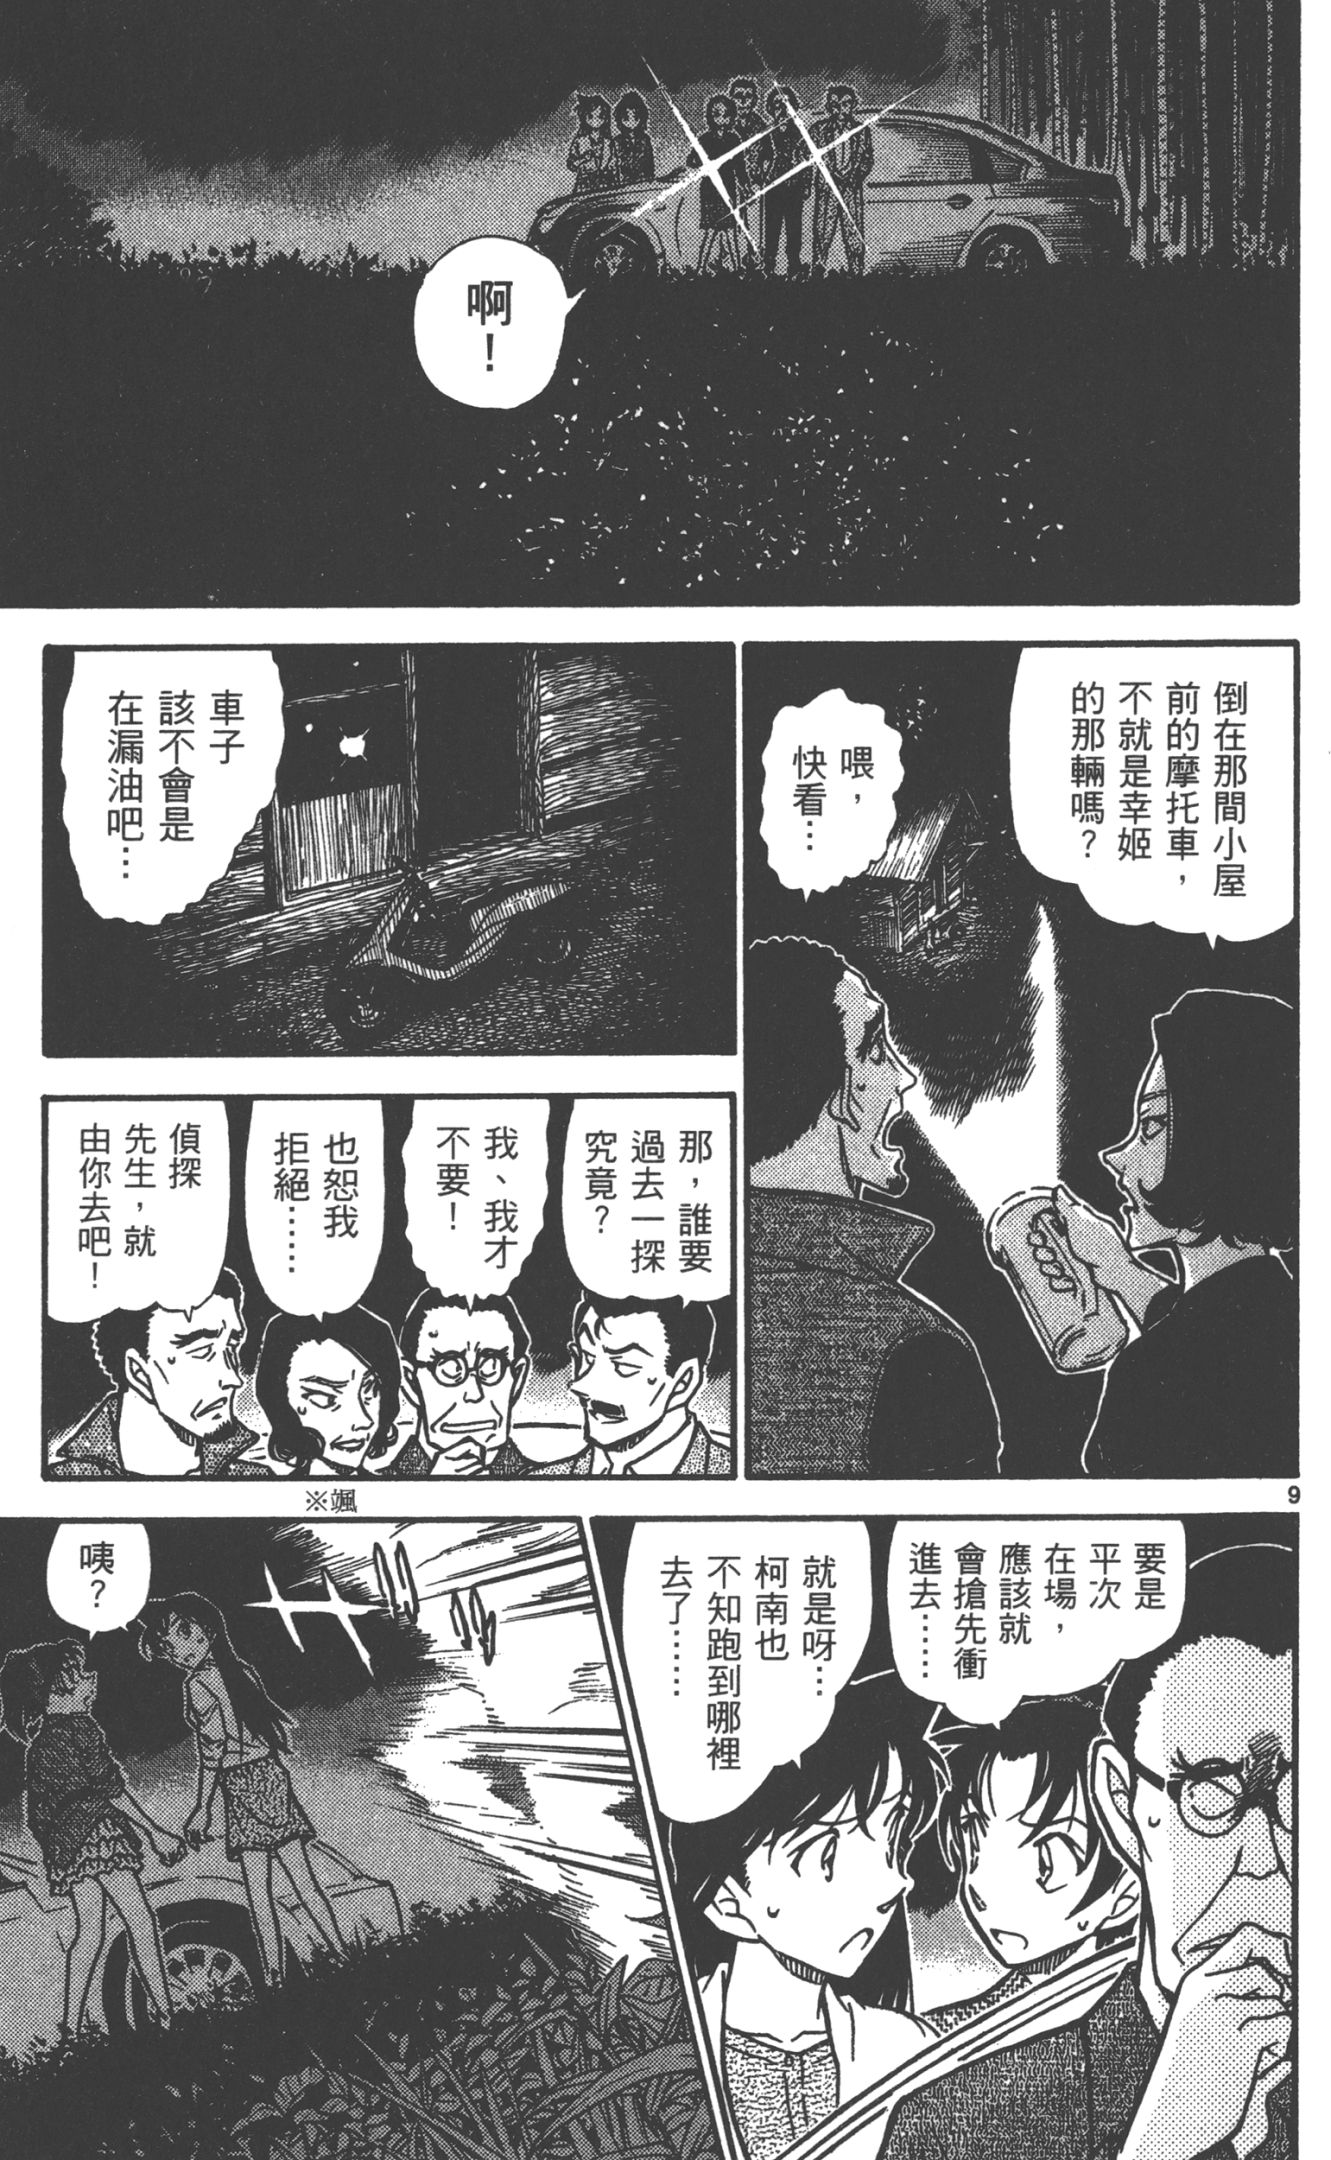 啊！
倒在那間小屋
前的摩托車，
不就是幸姬
的那輛嗎？
喂，
快看…
車子
該不會是
在漏油吧…
那，誰要
過去一探
究竟？
我、我才
不要！
也恕我
拒絕……
偵探
先生，就
由你去吧！
9
要是
平次
在場，
應該就
會搶先衝
進去……
就是呀…
柯南也
不知跑到哪裡
去了……
※颯
咦？